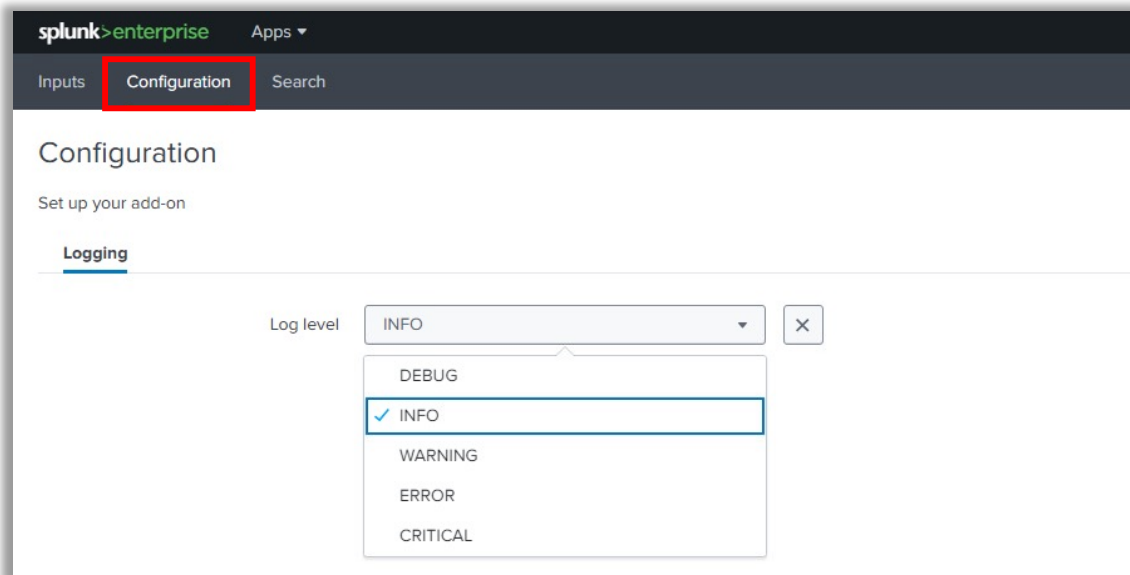 splunk>enterprise Apps
Inputs Configuration Search
Configuration
Set up your add-on
Logging
Log level INFO
DEBUG
INFO
WARNING
ERROR
CRITICAL